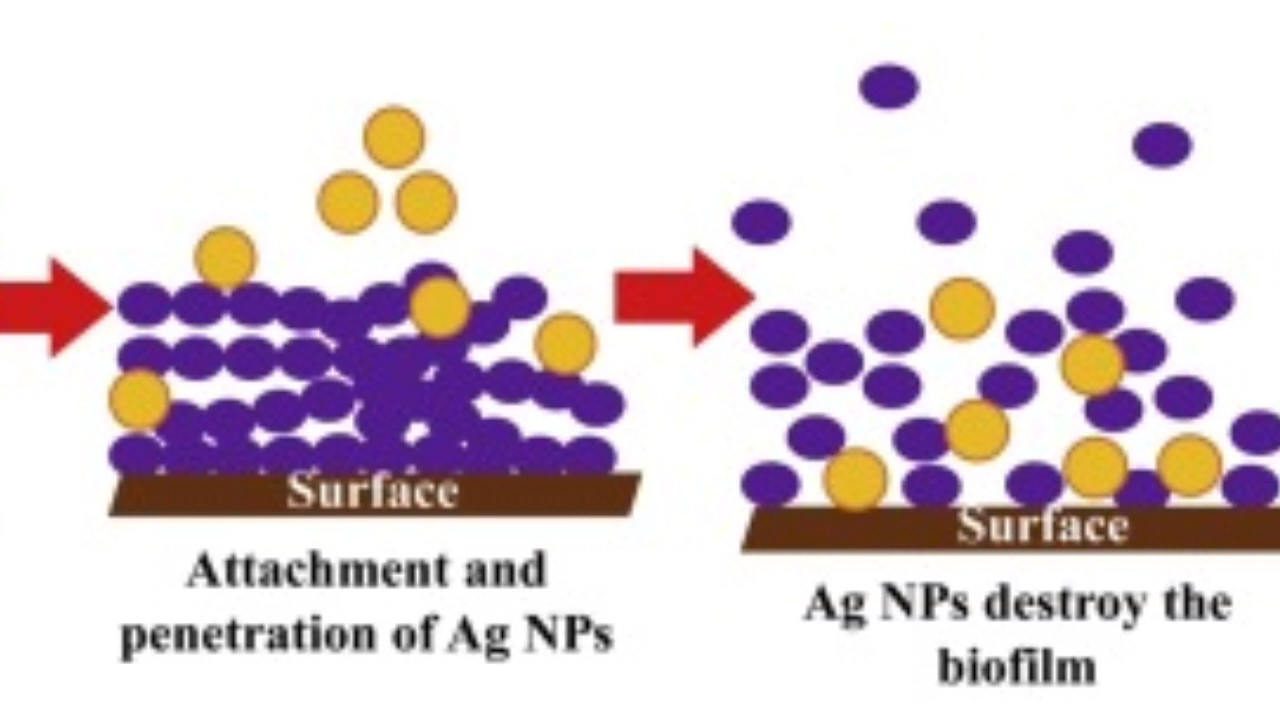 Surface
Attachment and
penetration of Ag NPs
Surface
Ag NPs destroy the
biofilm